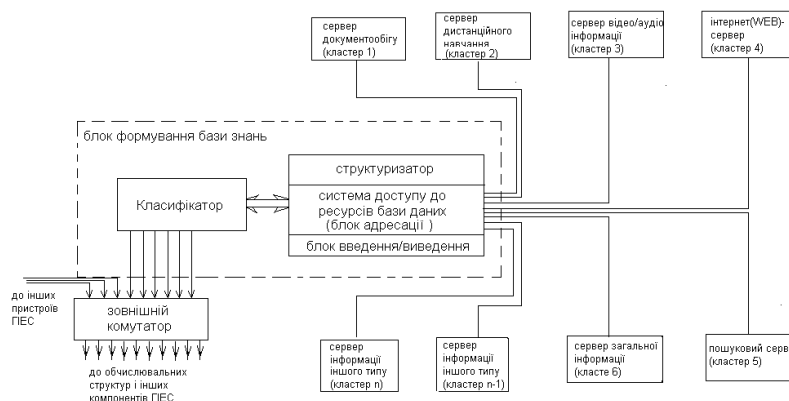 сервер
документообігу
(кластер 1)
сервер
дистанційного
навчання
(кластер 2)
сервер відео/аудіо
інформації
(кластер 3)
інтернет(WEB)-
сервер
(кластер 4)
блок формування бази знань
структуризатор
Класифікатор
система доступу до
ресурсів бази даних
(блок адресації )
блок введення/виведення
до інших
пристроїв
ПЕС
зовнішній
комутатор
до обчислювальних
структур і інших
компонентів ПЕС
сервер
інформації
іншого типу
(кластер n)
сервер
інформації
іншого типу
(кластер n-1)
сервер загальної
інформації
(класте 6)
пошуковий серв
(кластер 5)